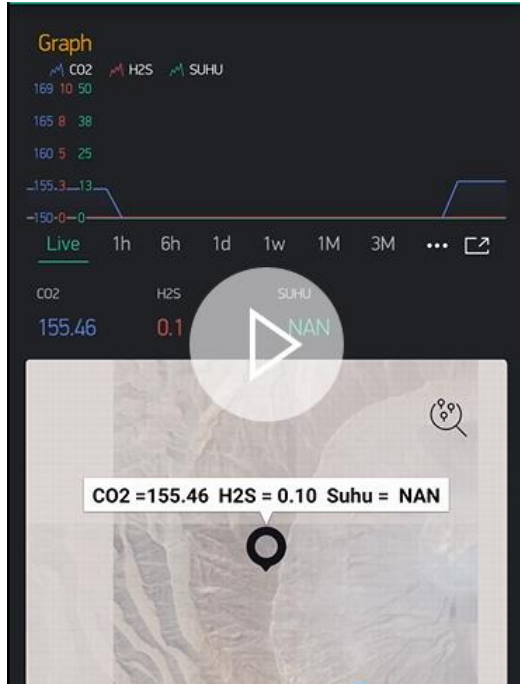 Graph
CO2 H2S SUHU
169 10 50
165 8 38
160 5 25
155 3 13
150 0 0
Live 1h 6h 1d 1w 1M 3M
CO2 H2S SUHU
155.46 0.1 NAN
CO2 =155.46 H2S = 0.10 Suhu = NAN